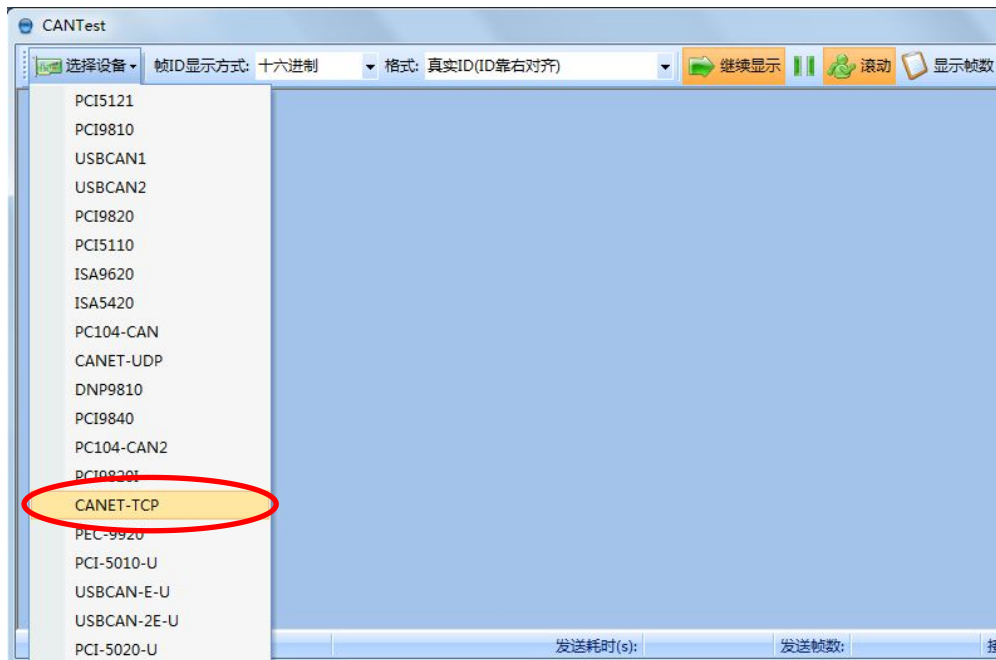 CANTest
选择设备 帧ID显示方式: 十六进制 格式: 真实ID(ID靠右对齐) 继续显示 滚动 显示帧数
PCI5121
PCI9810
USBCAN1
USBCAN2
PCI9820
PCI5110
ISA9620
ISA5420
PC104-CAN
CANET-UDP
DNP9810
PCI9840
PC104-CAN2
PCI9820I
CANET-TCP
PEC-9920
PCI-5010-U
USBCAN-E-U
USBCAN-2E-U
PCI-5020-U
发送耗时(s): 发送帧数: